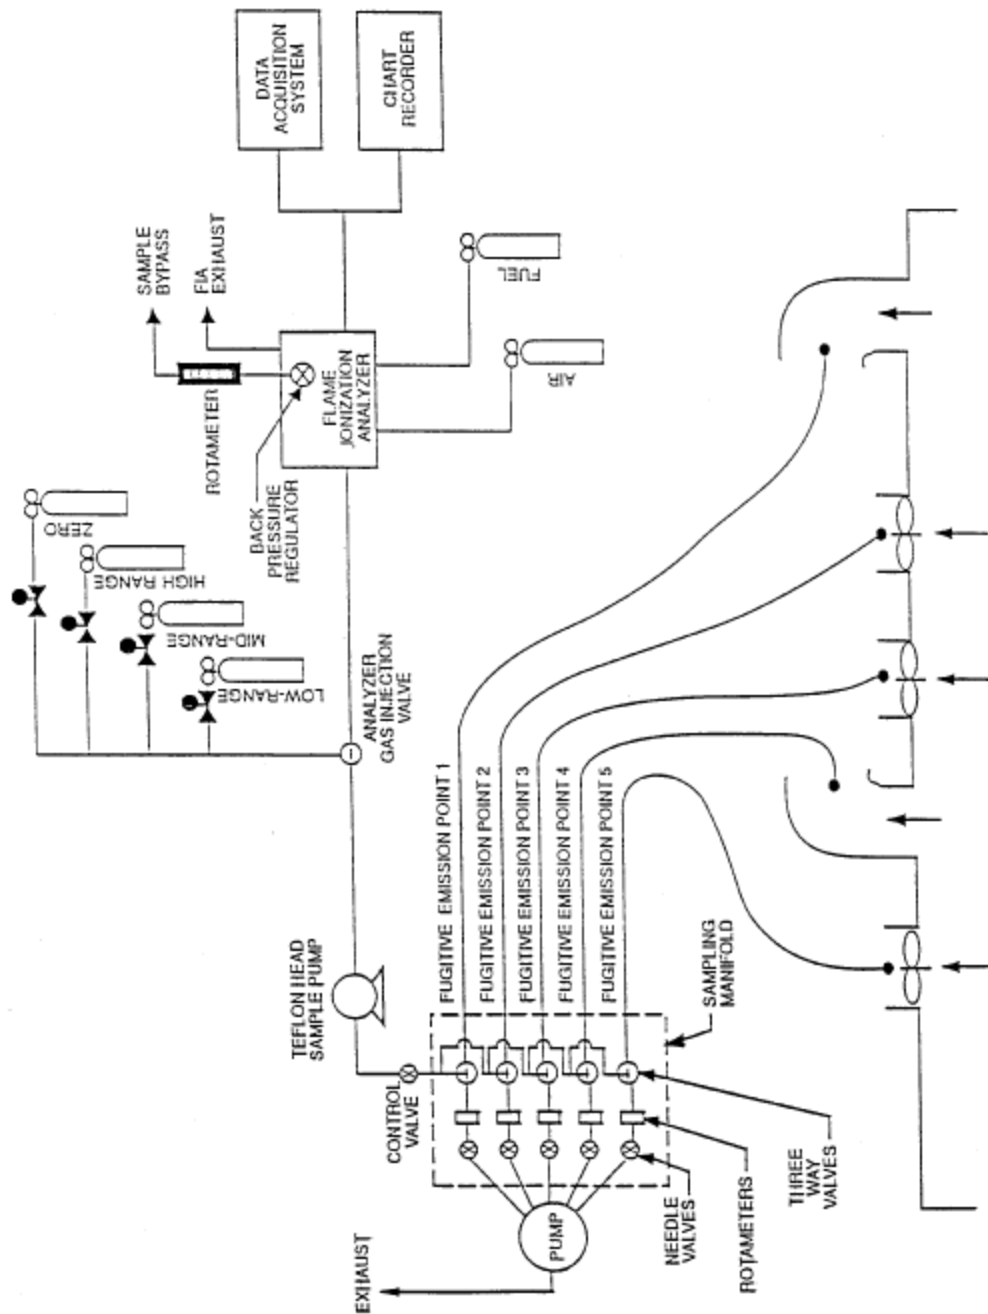 DATA
ACQUISITION
SYSTEM
CHART
RECORDER
SAMPLE
BYPASS
FIA
EXHAUST
ROTAMETER
FLAME
IONIZATION
ANALYZER
BACK
PRESSURE
REGULATOR
FUEL
AIR
ZERO
HIGH RANGE
MID-RANGE
LOW-RANGE
ANALYZER
GAS INJECTION
VALVE
TEFLON HEAD
SAMPLE PUMP
CONTROL
VALVE
FUGITIVE EMISSION POINT 1
FUGITIVE EMISSION POINT 2
FUGITIVE EMISSION POINT 3
FUGITIVE EMISSION POINT 4
FUGITIVE EMISSION POINT 5
SAMPLING
MANIFOLD
THREE
WAY
VALVES
ROTAMETERS
NEEDLE
VALVES
PUMP
EXHAUST